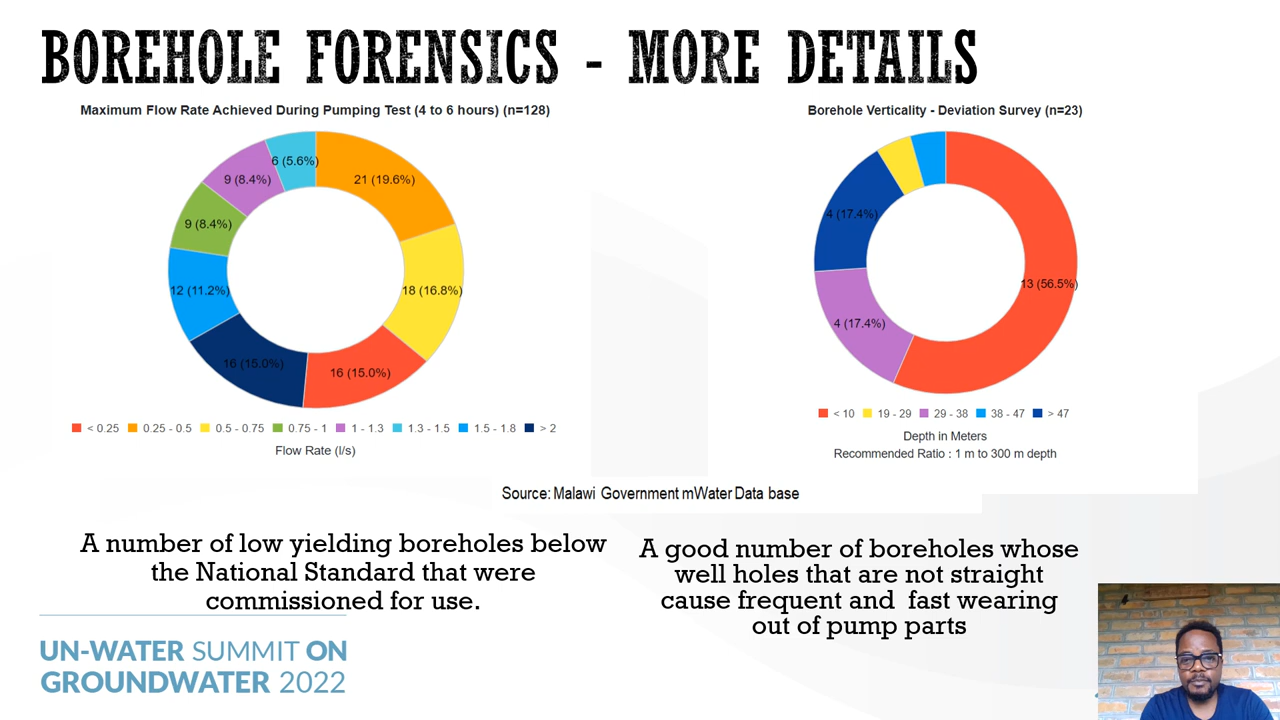 BOREHOLE FORENSICS - MORE DETAILS
Maximum Flow Rate Achieved During Pumping Test (4 to 6 hours) (n=128)
6 (5.6%)
21 (19.6%)
9 (8.4%)
9 (8.4%)
12 (11.2%)
18 (16.8%)
16 (15.0%)
16 (15.0%)
< 0.25 0.25 - 0.5 0.5 - 0.75 0.75 - 1 1 - 1.3 1.3 - 1.5 1.5 - 1.8 > 2
Flow Rate (l/s)
Borehole Verticality - Deviation Survey (n=23)
4 (17.4%)
13 (56.5%)
4 (17.4%)
< 10 19 - 29 29 - 38 38 - 47 > 47
Depth in Meters
Recommended Ratio : 1 m to 300 m depth
Source: Malawi Government mWater Data base
A number of low yielding boreholes below
the National Standard that were
commissioned for use.
A good number of boreholes whose
well holes that are not straight
cause frequent and fast wearing
out of pump parts
UN-WATER SUMMIT ON
GROUNDWATER 2022